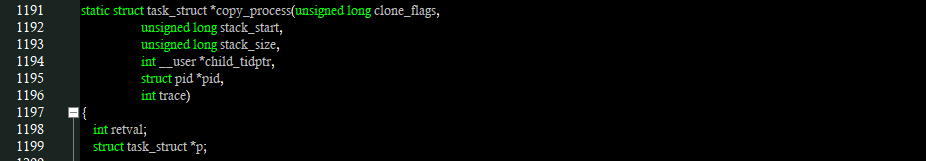 1191 static struct task_struct *copy_process(unsigned long clone_flags,
1192 unsigned long stack_start,
1193 unsigned long stack_size,
1194 int __user *child_tidptr,
1195 struct pid *pid,
1196 int trace)
1197 {
1198 int retval;
1199 struct task_struct *p;